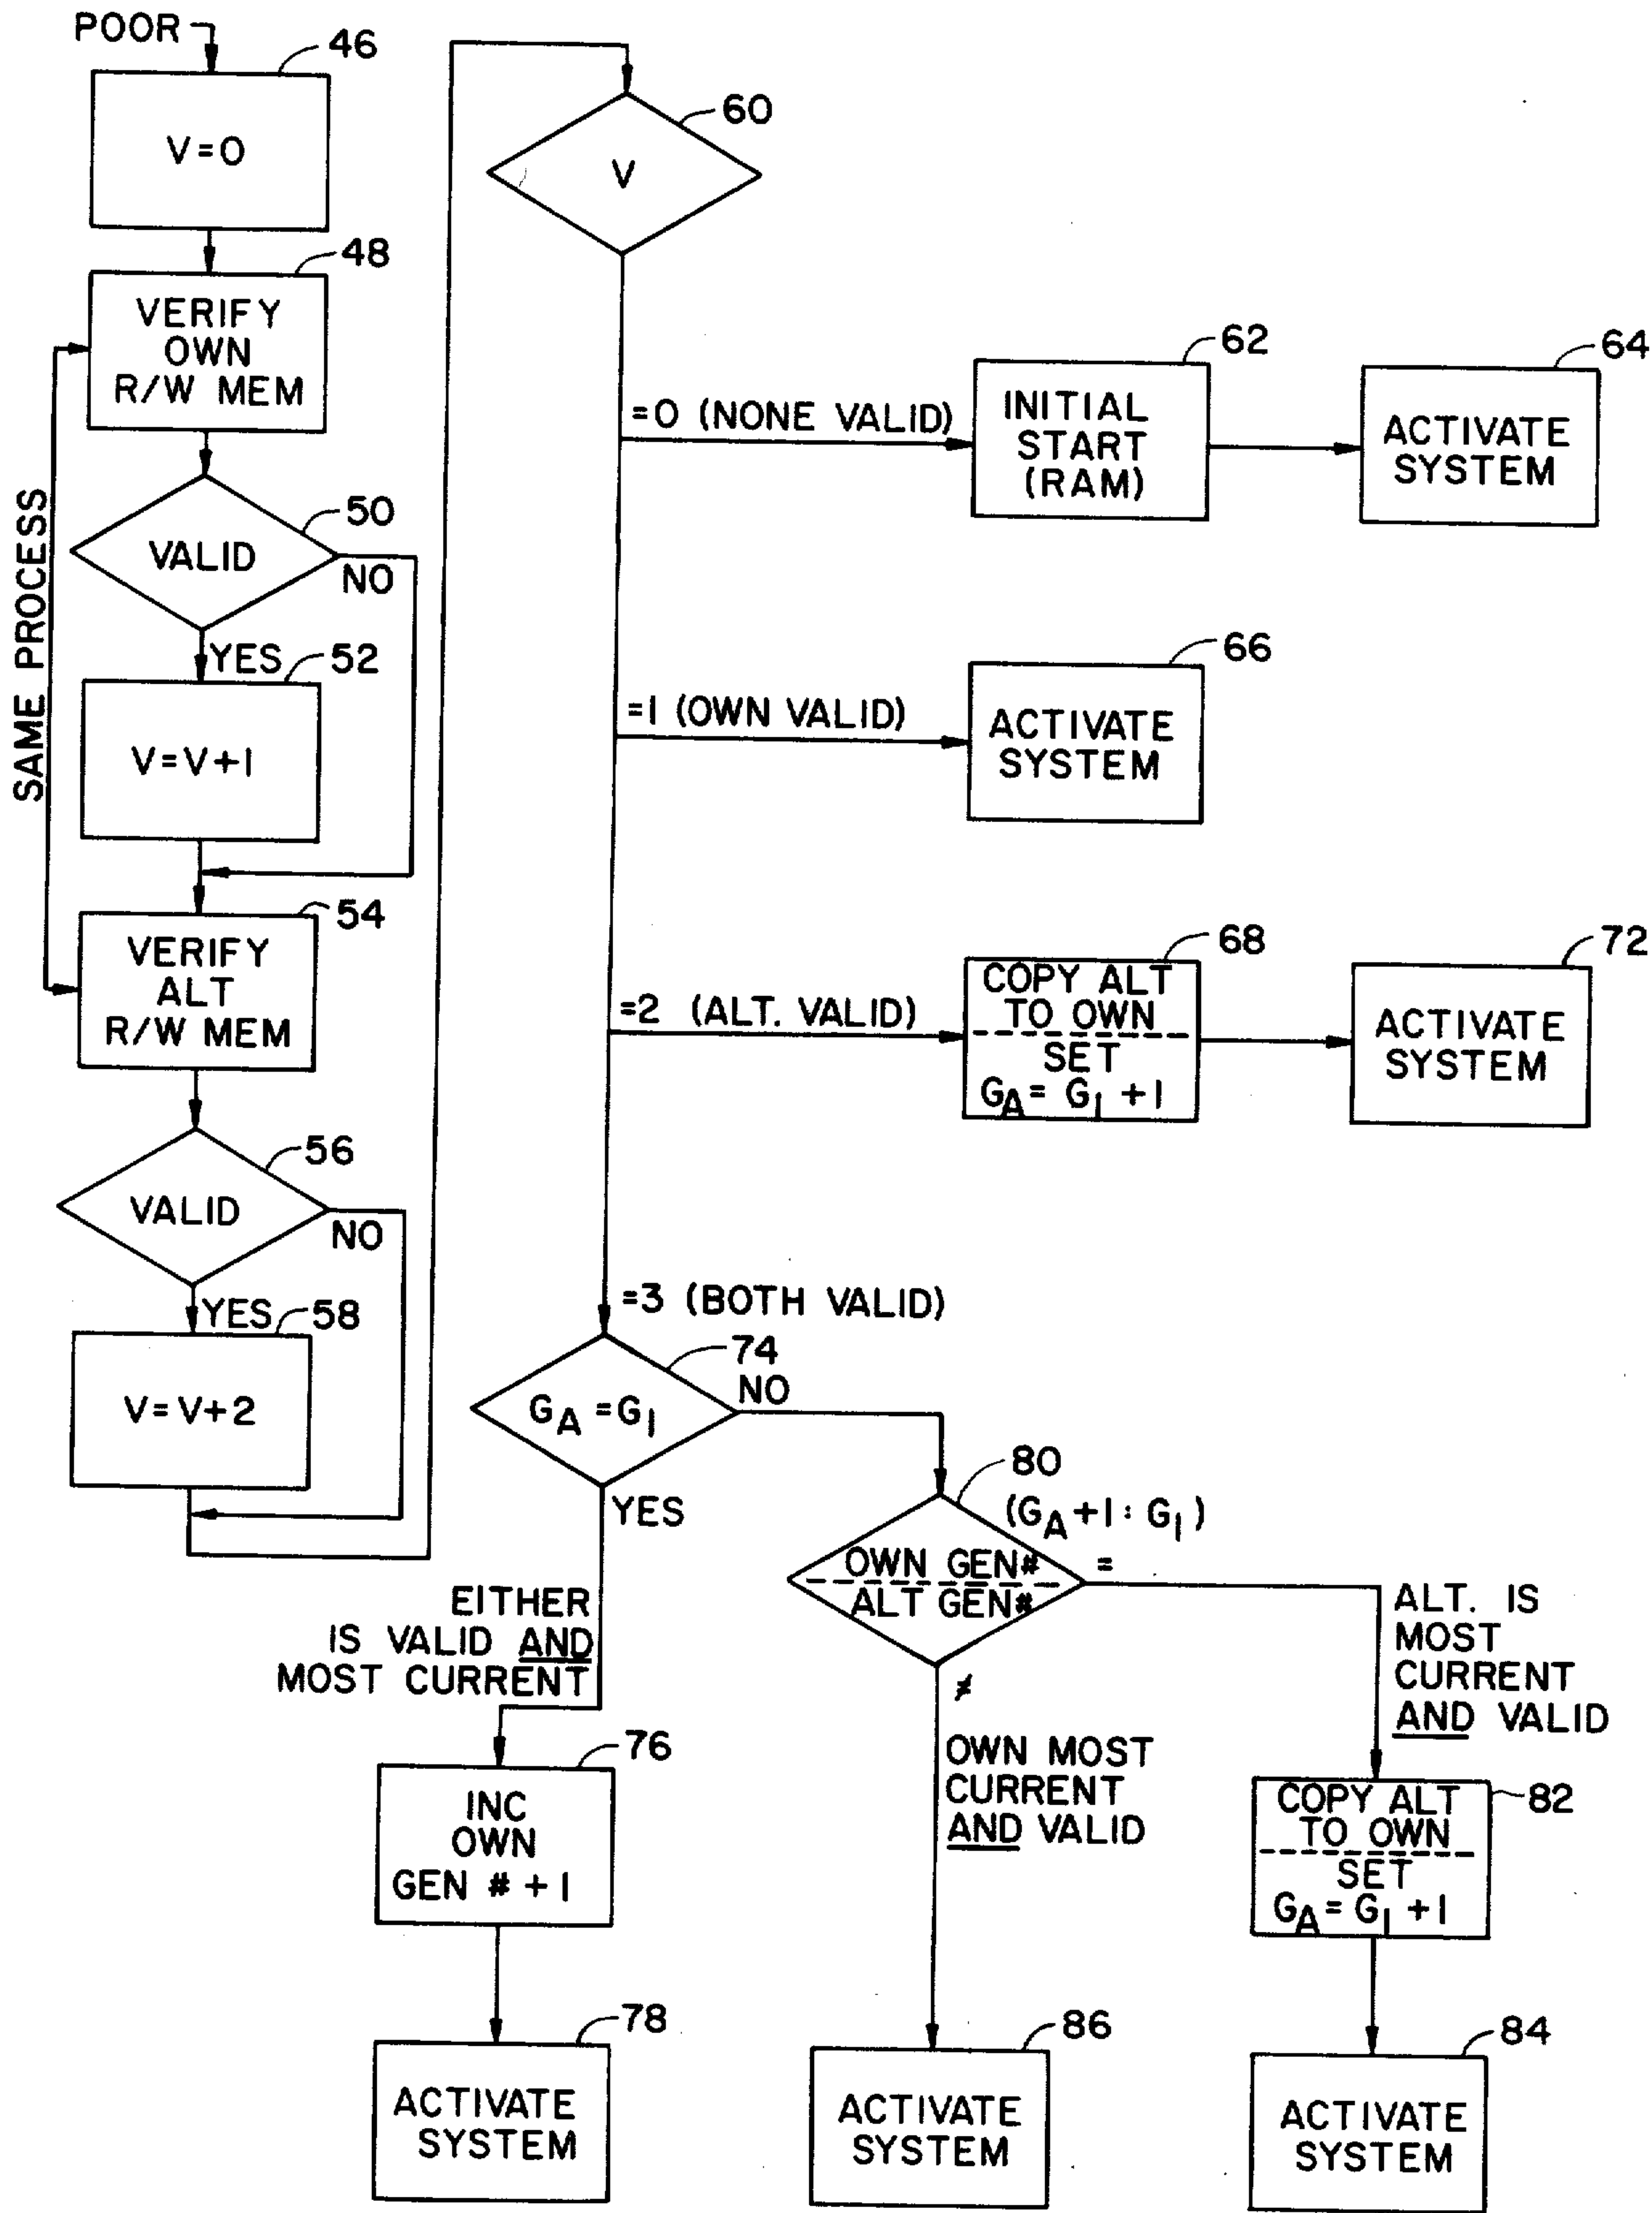 POOR
46
V=0
48
VERIFY
OWN
R/W MEM
SAME PROCESS
50
VALID
NO
YES
52
V=V+1
54
VERIFY
ALT
R/W MEM
56
VALID
NO
YES
58
V=V+2
60
V
=0 (NONE VALID)
62
INITIAL
START
(RAM)
64
ACTIVATE
SYSTEM
=1 (OWN VALID)
66
ACTIVATE
SYSTEM
=2 (ALT. VALID)
68
COPY ALT
TO OWN
SET
GA= G1 +1
72
ACTIVATE
SYSTEM
=3 (BOTH VALID)
74
GA =G1
NO
YES
EITHER
IS VALID AND
MOST CURRENT
76
INC
OWN
GEN # +1
78
ACTIVATE
SYSTEM
80
(GA+1: G1)
OWN GEN#
ALT GEN#
=
≠
OWN MOST
CURRENT
AND VALID
86
ACTIVATE
SYSTEM
ALT. IS
MOST
CURRENT
AND VALID
82
COPY ALT
TO OWN
SET
GA= G1 +1
84
ACTIVATE
SYSTEM